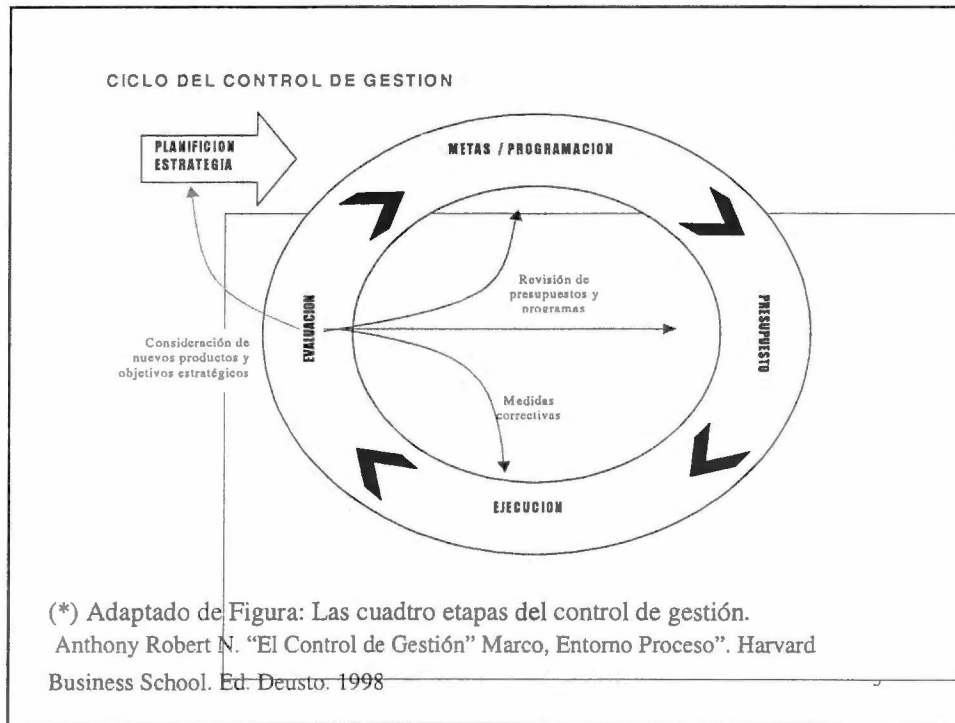 CICLO DEL CONTROL DE GESTION
PLANIFICION
ESTRATEGIA
METAS / PROGRAMACION
Revisión de
presupuestos y
programas
PRESUPUESTO
EVALUACION
Consideración de
nuevos productos y
objetivos estratégicos
Medidas
correctivas
EJECUCION
(*) Adaptado de Figura: Las cuadtro etapas del control de gestión.
Anthony Robert N. "El Control de Gestión" Marco, Entorno Proceso". Harvard
Business School. Ed. Deusto. 1998